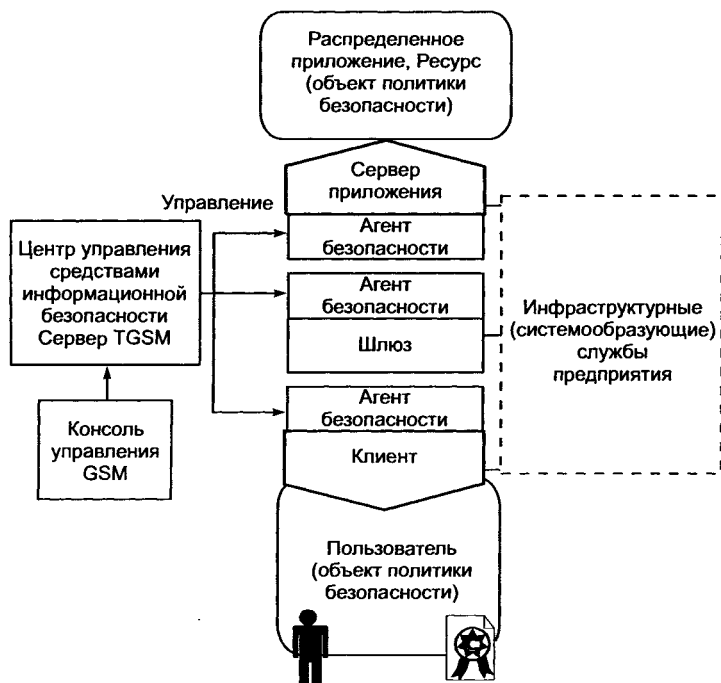 Распределенное
приложение, Ресурс
(объект политики
безопасности)
Сервер
приложения
Управление
Агент
безопасности
Центр управления
средствами
информационной
безопасности
Сервер TGSM
Агент
безопасности
Шлюз
Инфраструктурные
(системообразующие)
службы
предприятия
Агент
безопасности
Консоль
управления
GSM
Клиент
Пользователь
(объект политики
безопасности)